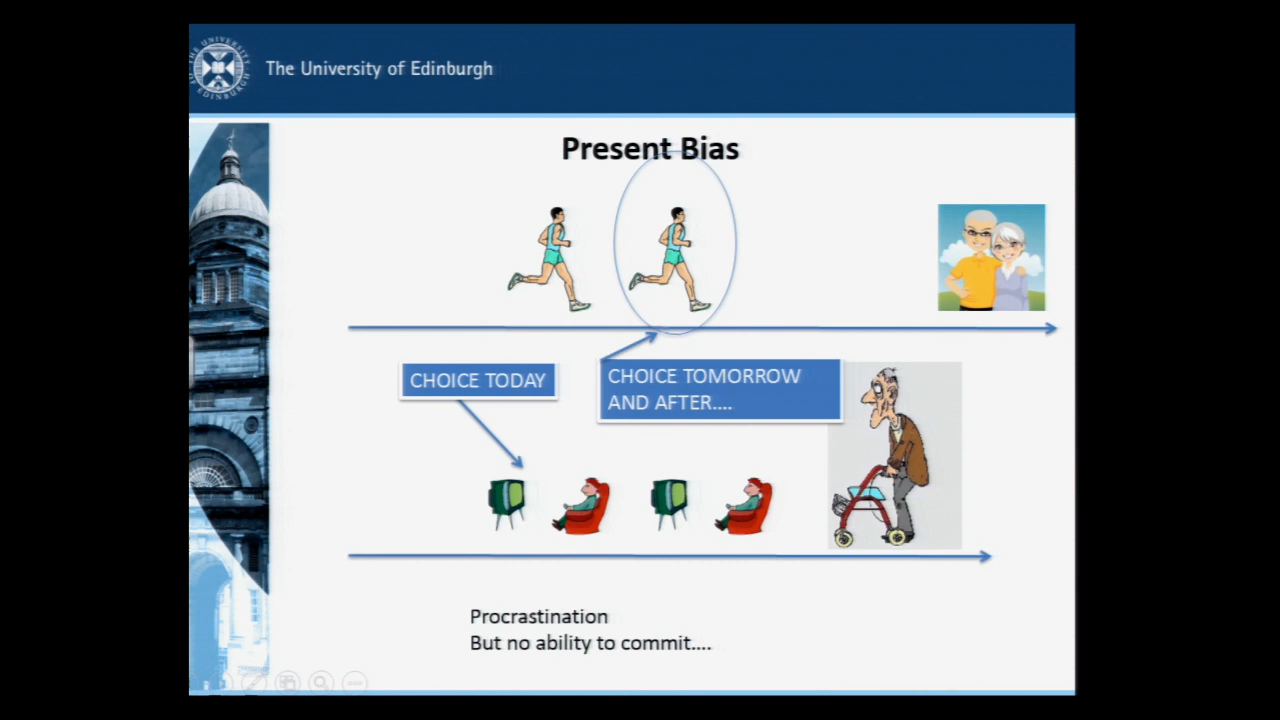 The University of Edinburgh
Present Bias
CHOICE TODAY
CHOICE TOMORROW
AND AFTER....
Procrastination
But no ability to commit....